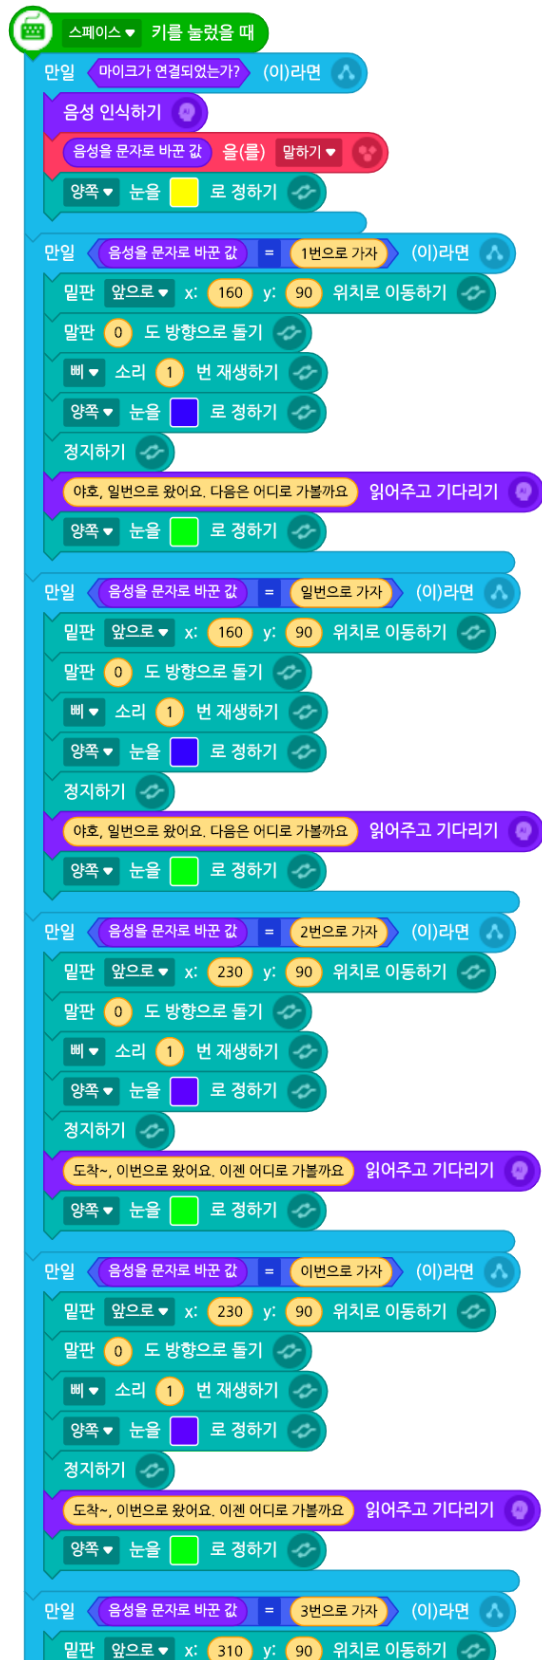 스페이스 키를 눌렀을 때
만일 마이크가 연결되었는가? (이)라면
음성 인식하기
음성을 문자로 바꾼 값 을(를) 말하기
양쪽 눈을 로 정하기
만일 음성을 문자로 바꾼 값 = 1번으로 가자 (이)라면
밑판 앞으로 x: 160 y: 90 위치로 이동하기
말판 0 도 방향으로 돌기
삐 소리 1 번 재생하기
양쪽 눈을 로 정하기
정지하기
야호, 일번으로 왔어요. 다음은 어디로 가볼까요 읽어주고 기다리기
양쪽 눈을 로 정하기
만일 음성을 문자로 바꾼 값 = 일번으로 가자 (이)라면
밑판 앞으로 x: 160 y: 90 위치로 이동하기
말판 0 도 방향으로 돌기
삐 소리 1 번 재생하기
양쪽 눈을 로 정하기
정지하기
야호, 일번으로 왔어요. 다음은 어디로 가볼까요 읽어주고 기다리기
양쪽 눈을 로 정하기
만일 음성을 문자로 바꾼 값 = 2번으로 가자 (이)라면
밑판 앞으로 x: 230 y: 90 위치로 이동하기
말판 0 도 방향으로 돌기
삐 소리 1 번 재생하기
양쪽 눈을 로 정하기
정지하기
도착~, 이번으로 왔어요. 이젠 어디로 가볼까요 읽어주고 기다리기
양쪽 눈을 로 정하기
만일 음성을 문자로 바꾼 값 = 이번으로 가자 (이)라면
밑판 앞으로 x: 230 y: 90 위치로 이동하기
말판 0 도 방향으로 돌기
삐 소리 1 번 재생하기
양쪽 눈을 로 정하기
정지하기
도착~, 이번으로 왔어요. 이젠 어디로 가볼까요 읽어주고 기다리기
양쪽 눈을 로 정하기
만일 음성을 문자로 바꾼 값 = 3번으로 가자 (이)라면
밑판 앞으로 x: 310 y: 90 위치로 이동하기